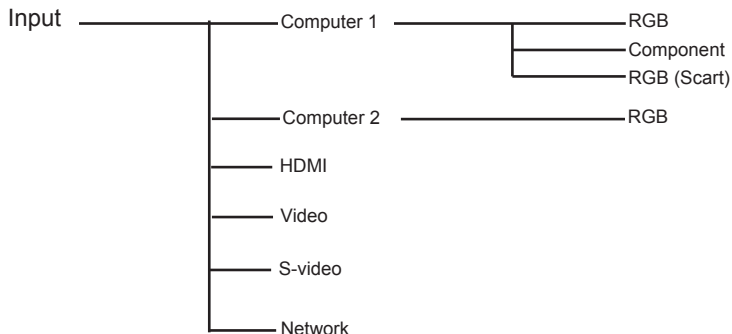 Input Computer 1 RGB
Component
RGB (Scart)
Computer 2 RGB
HDMI
Video
S-video
Network